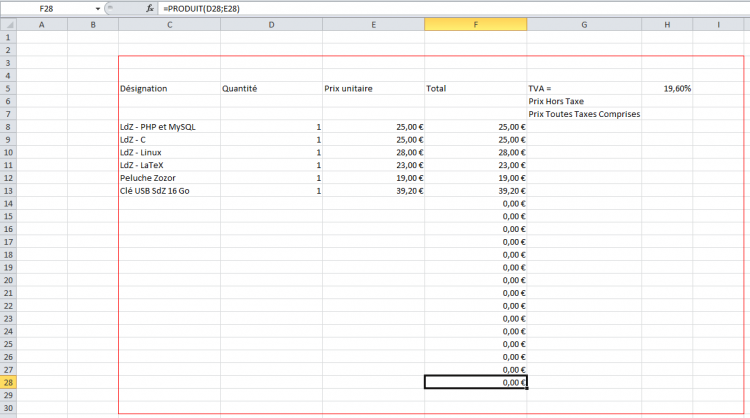 F28 fx =PRODUIT(D28;E28)
A B C D E F G H I
1
2
3
4
5 Désignation Quantité Prix unitaire Total TVA = 19,60%
6 Prix Hors Taxe
7 Prix Toutes Taxes Comprises
8 LdZ - PHP et MySQL 1 25,00 € 25,00 €
9 LdZ - C 1 25,00 € 25,00 €
10 LdZ - Linux 1 28,00 € 28,00 €
11 LdZ - LaTeX 1 23,00 € 23,00 €
12 Peluche Zozor 1 19,00 € 19,00 €
13 Clé USB SdZ 16 Go 1 39,20 € 39,20 €
14 0,00 €
15 0,00 €
16 0,00 €
17 0,00 €
18 0,00 €
19 0,00 €
20 0,00 €
21 0,00 €
22 0,00 €
23 0,00 €
24 0,00 €
25 0,00 €
26 0,00 €
27 0,00 €
28 0,00 €
29
30